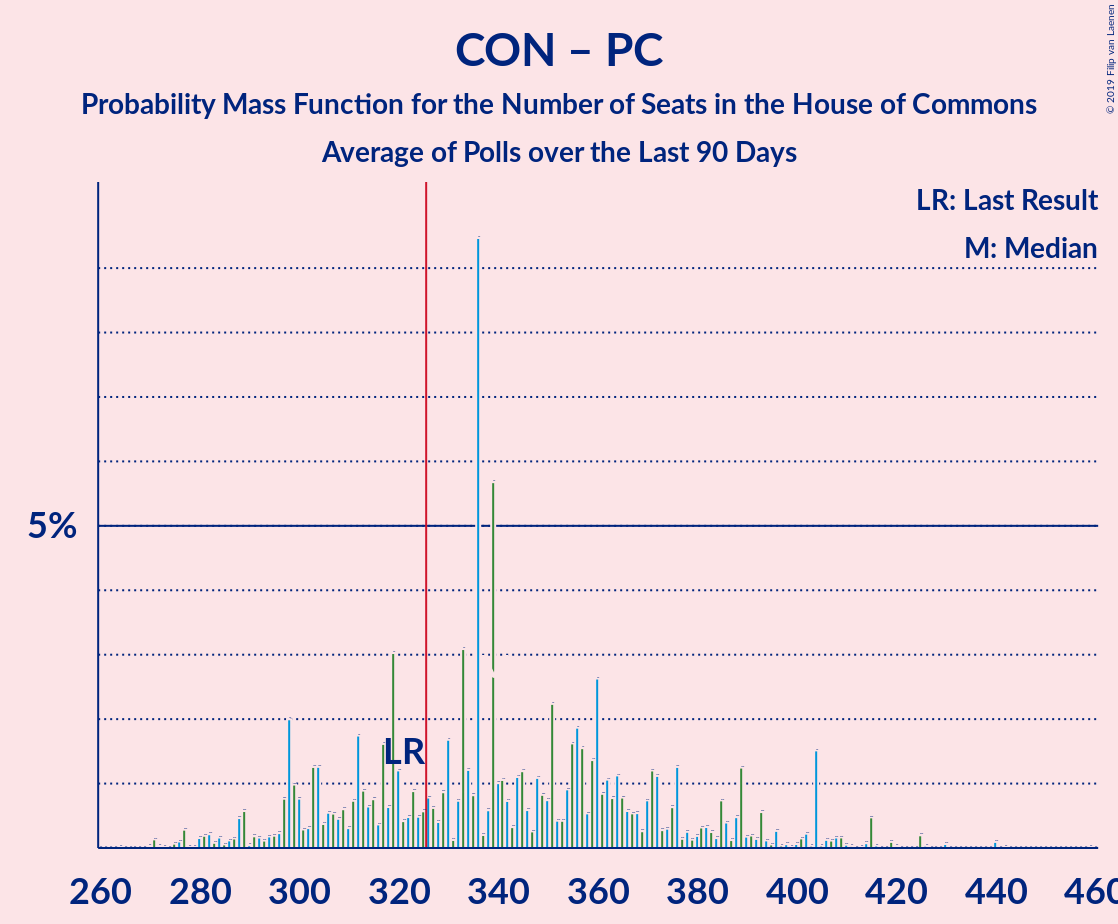 CON – PC
Probability Mass Function for the Number of Seats in the House of Commons
Average of Polls over the Last 90 Days
© 2019 Filip van Laenen
LR: Last Result
M: Median
5%
LR
260 280 300 320 340 360 380 400 420 440 460